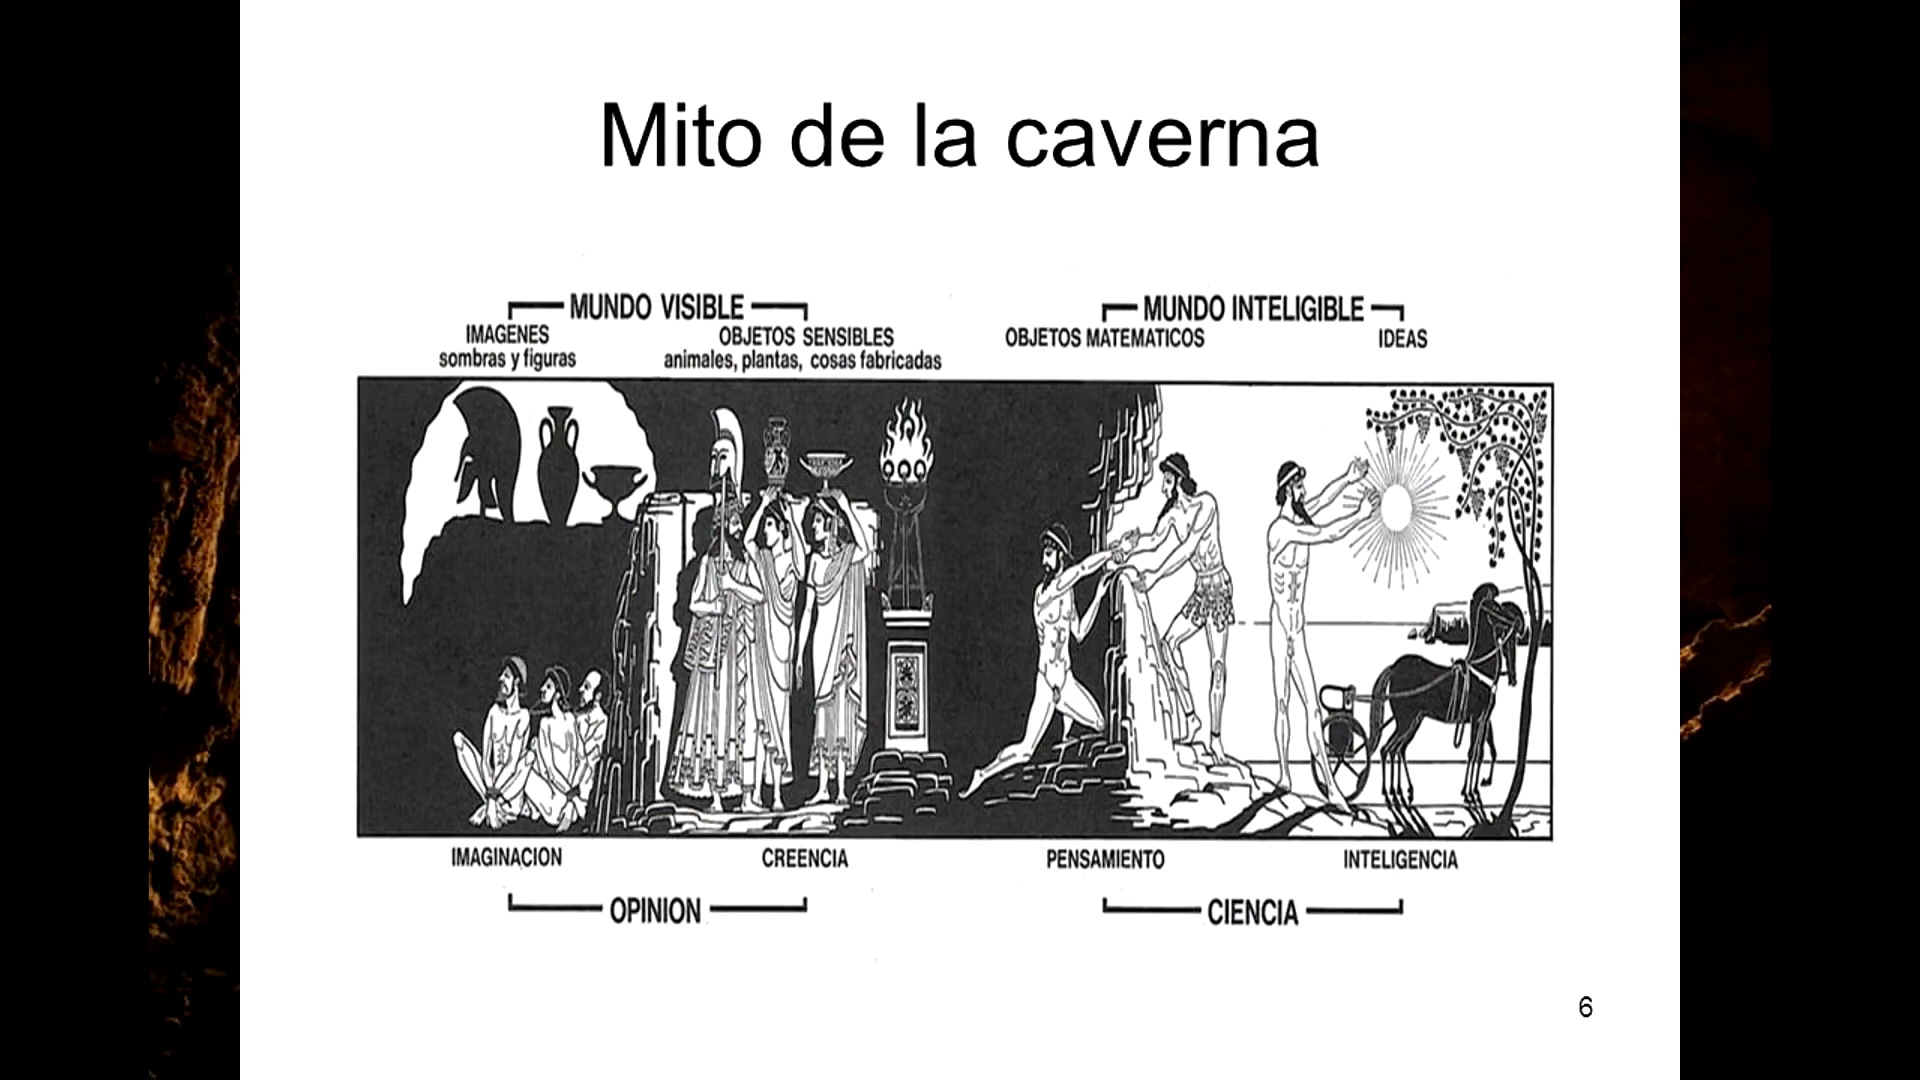 Mito de la caverna
MUNDO VISIBLE
IMAGENES
sombras y figuras
OBJETOS SENSIBLES
animales, plantas, cosas fabricadas
MUNDO INTELIGIBLE
OBJETOS MATEMATICOS
IDEAS
IMAGINACION
CREENCIA
PENSAMIENTO
INTELIGENCIA
OPINION
CIENCIA
6